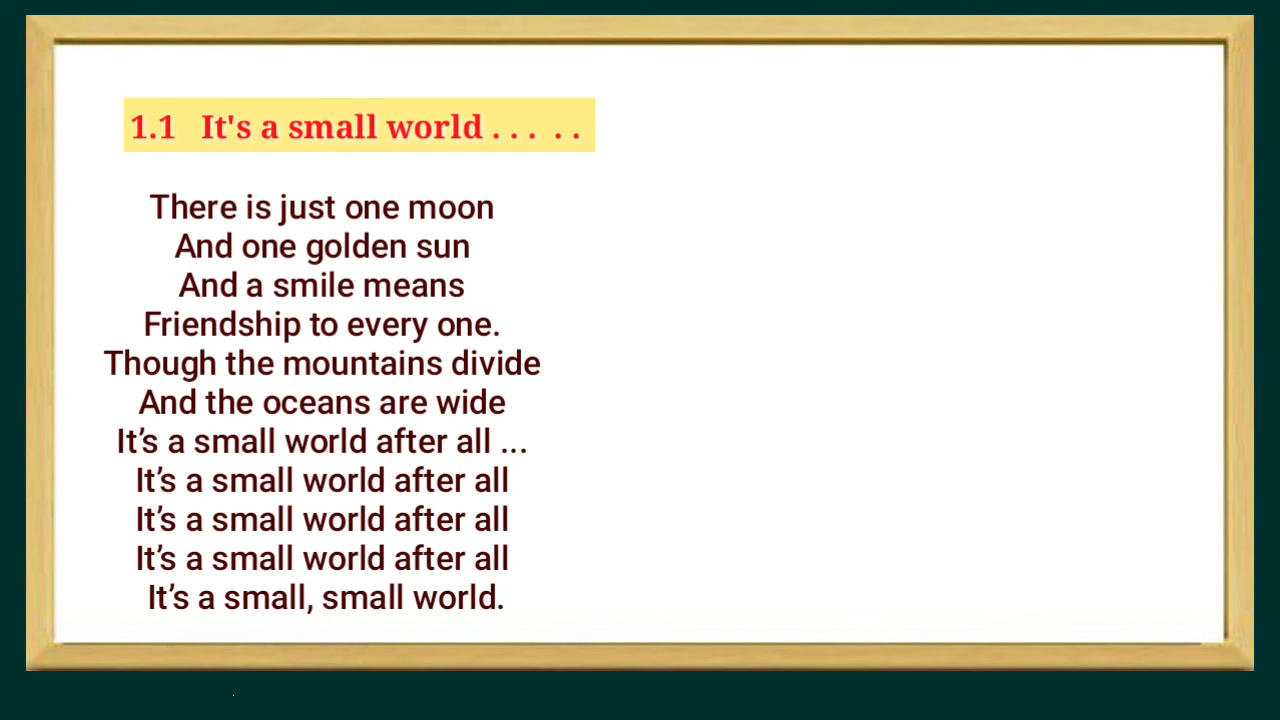 1.1 It's a small world . . . . .
There is just one moon
And one golden sun
And a smile means
Friendship to every one.
Though the mountains divide
And the oceans are wide
It’s a small world after all ...
It’s a small world after all
It’s a small world after all
It’s a small world after all
It’s a small, small world.